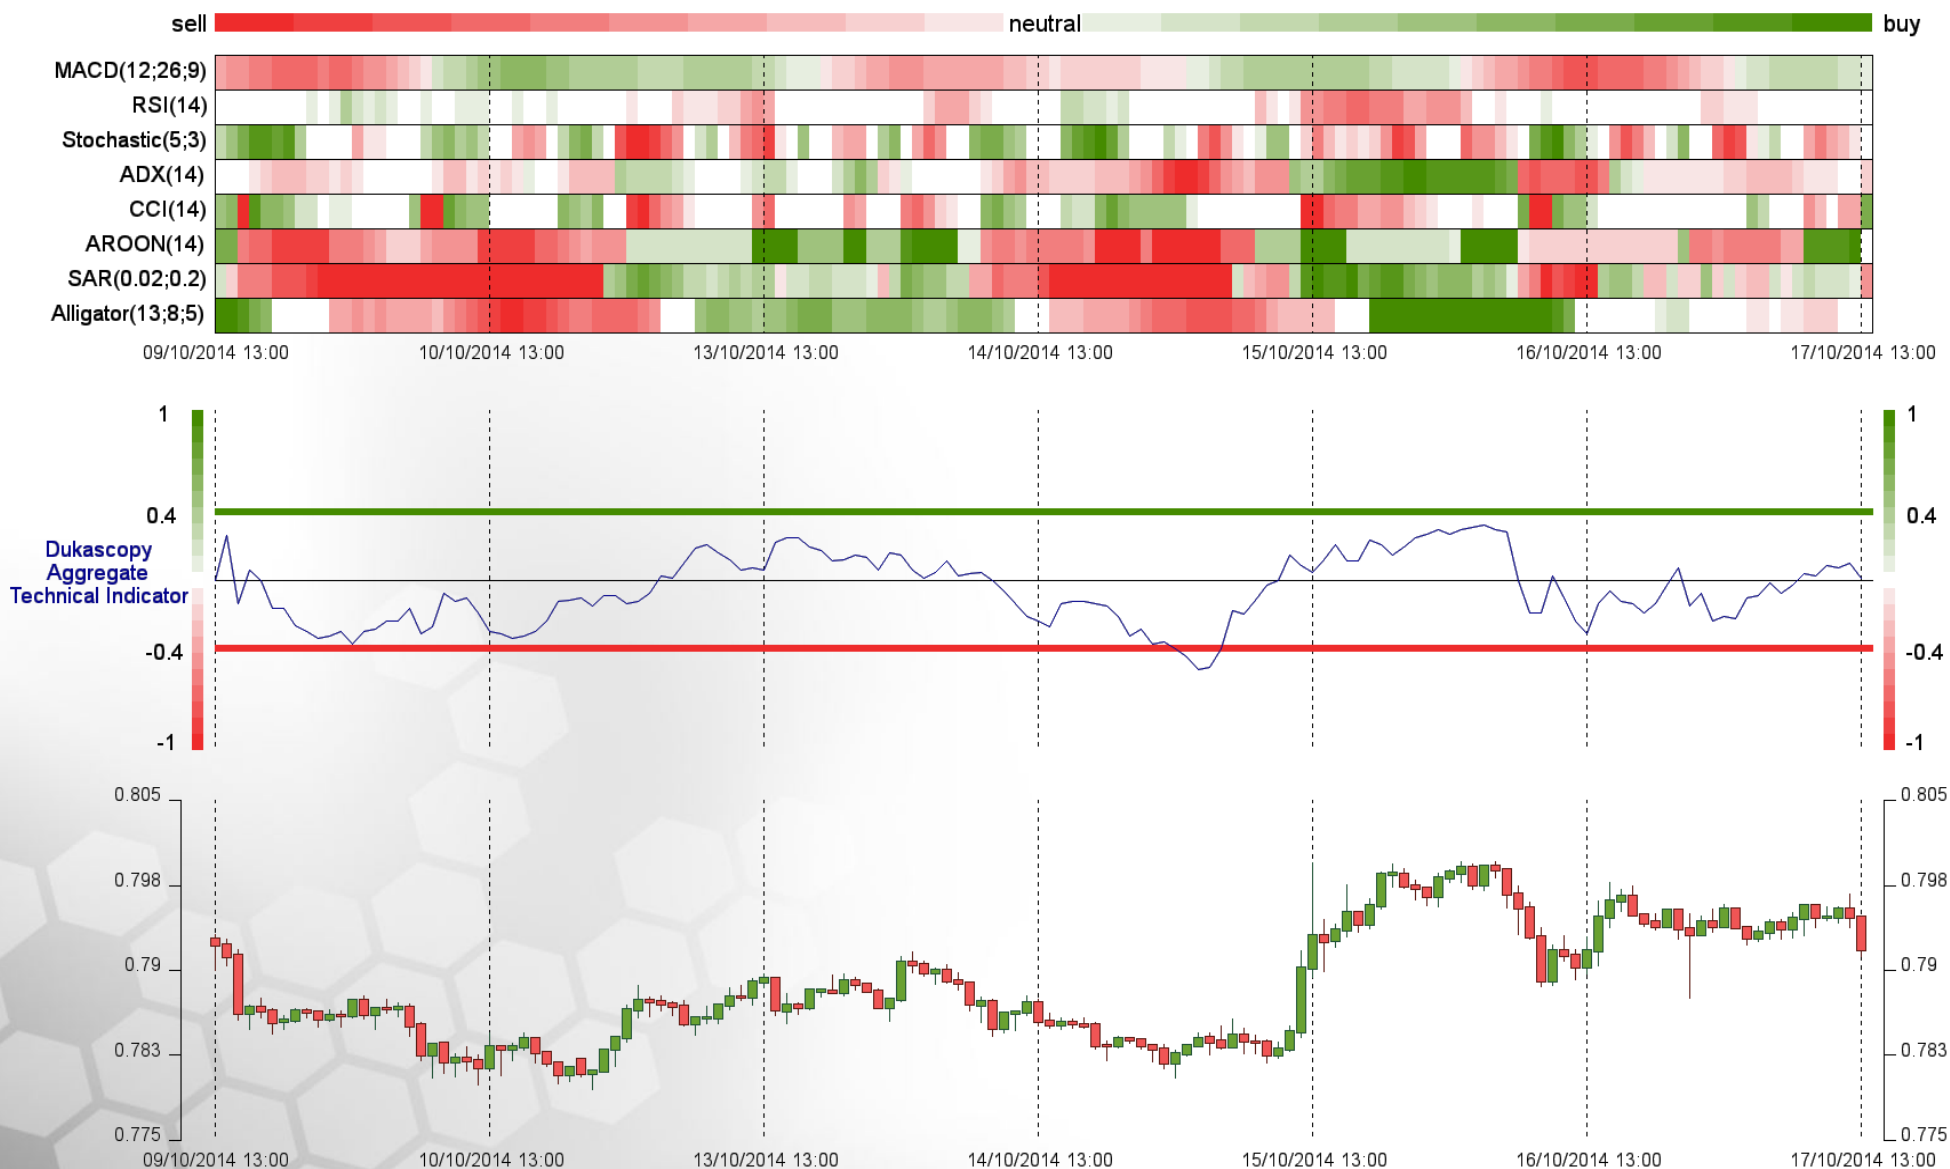 sell neutral buy
MACD(12;26;9)
RSI(14)
Stochastic(5;3)
ADX(14)
CCI(14)
AROON(14)
SAR(0.02;0.2)
Alligator(13;8;5)
09/10/2014 13:00 10/10/2014 13:00 13/10/2014 13:00 14/10/2014 13:00 15/10/2014 13:00 16/10/2014 13:00 17/10/2014 13:00
1 1
0.4 0.4
Dukascopy
Aggregate
Technical Indicator
-0.4 -0.4
-1 -1
0.805 0.805
0.798 0.798
0.79 0.79
0.783 0.783
0.775 0.775
09/10/2014 13:00 10/10/2014 13:00 13/10/2014 13:00 14/10/2014 13:00 15/10/2014 13:00 16/10/2014 13:00 17/10/2014 13:00